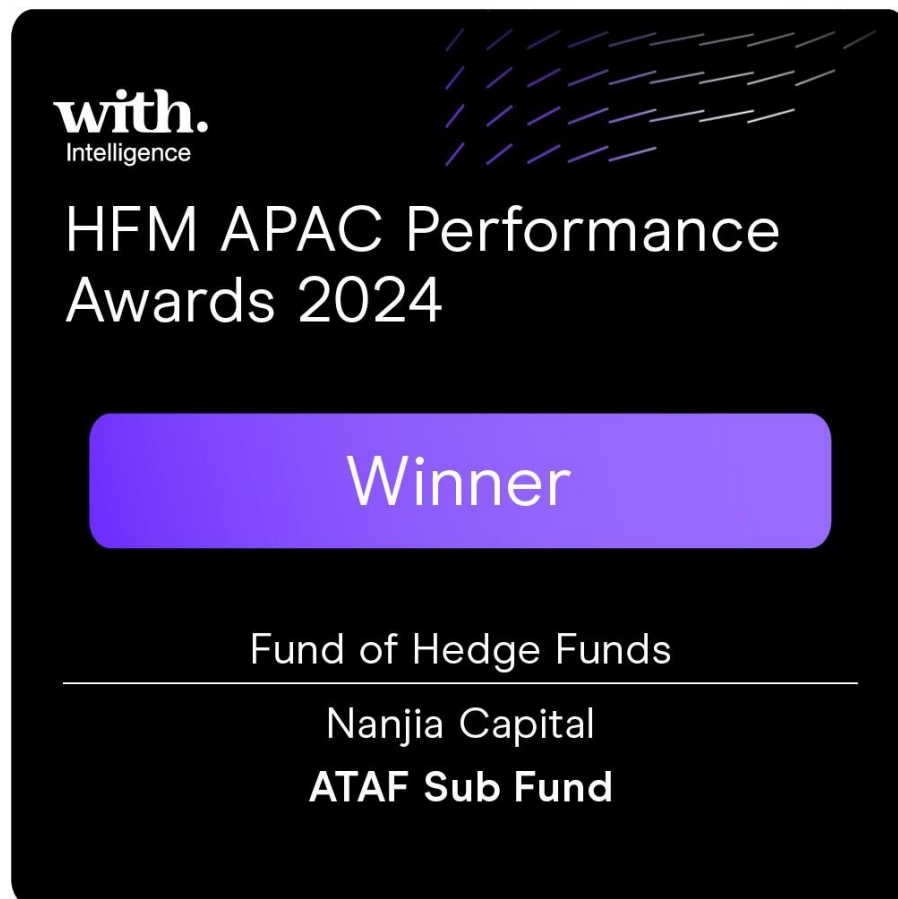 with.
Intelligence
HFM APAC Performance
Awards 2024
Winner
Fund of Hedge Funds
Nanjia Capital
ATAF Sub Fund